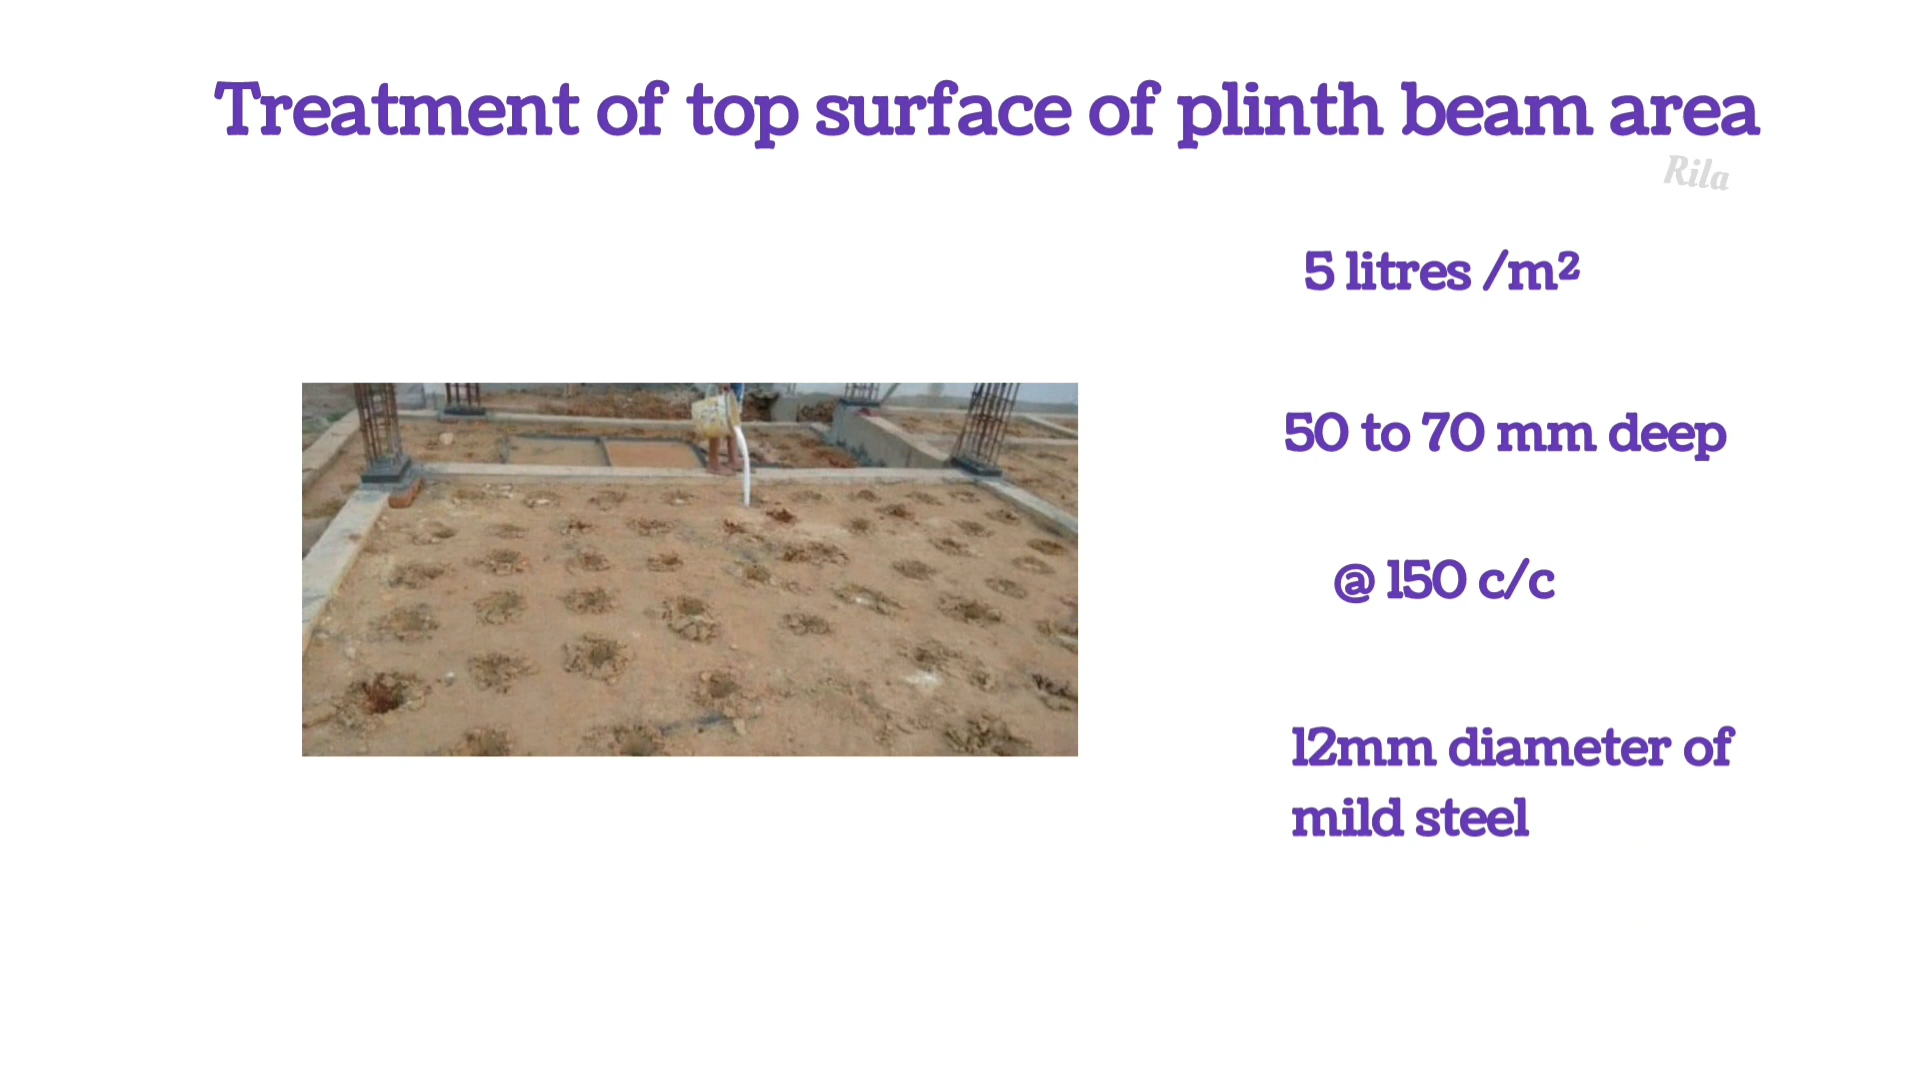 Treatment of top surface of plinth beam area
Rila
5 litres /m²
50 to 70 mm deep
@ 150 c/c
12mm diameter of
mild steel